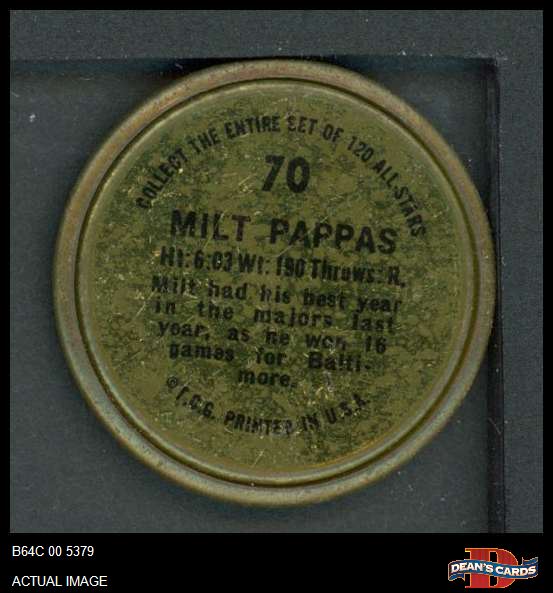 COLLECT THE ENTIRE SET OF 120 ALL-STARS
70
MILT PAPPAS
Ht: 6:03 Wt: 190 Throws: R.
Milt had his best year
in the majors last
year, as he won 16
games for Balti-
more.
© T.C.G. PRINTED IN U.S.A.
B64C 00 5379
ACTUAL IMAGE
D
DEAN'S CARDS